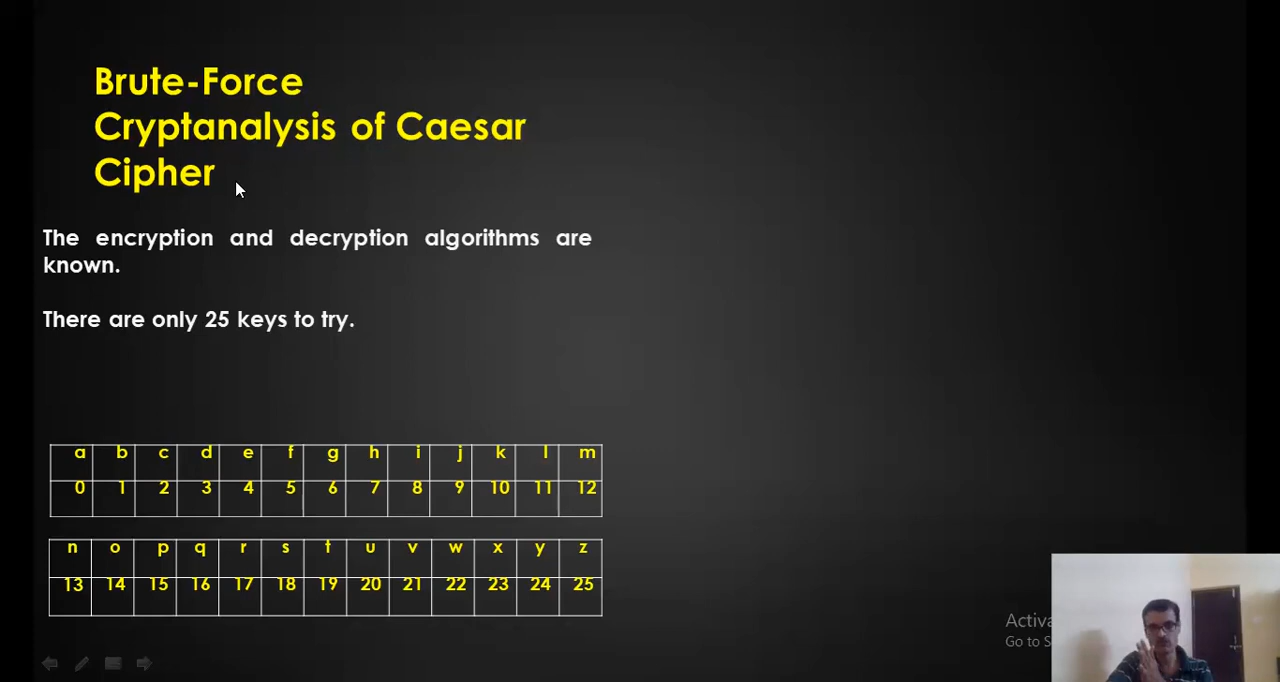 Brute-Force
Cryptanalysis of Caesar
Cipher
The encryption and decryption algorithms are
known.
There are only 25 keys to try.
a b c d e f g h i j k l m
0 1 2 3 4 5 6 7 8 9 10 11 12
n o p q r s t u v w x y z
13 14 15 16 17 18 19 20 21 22 23 24 25
Go to